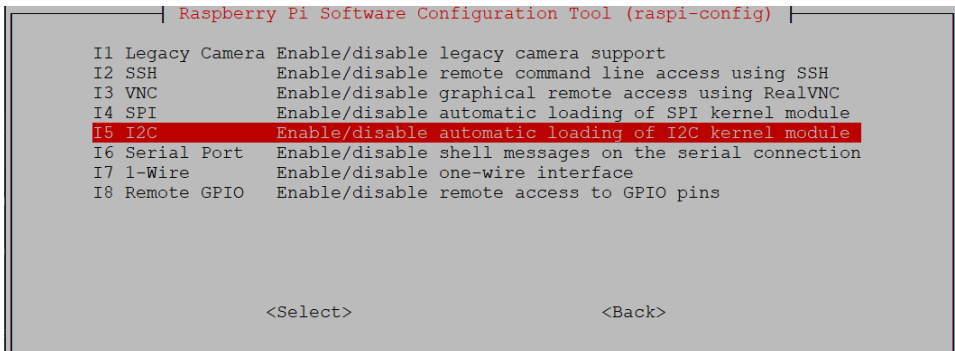 Raspberry Pi Software Configuration Tool (raspi-config)
I1 Legacy Camera Enable/disable legacy camera support
I2 SSH Enable/disable remote command line access using SSH
I3 VNC Enable/disable graphical remote access using RealVNC
I4 SPI Enable/disable automatic loading of SPI kernel module
I5 I2C Enable/disable automatic loading of I2C kernel module
I6 Serial Port Enable/disable shell messages on the serial connection
I7 1-Wire Enable/disable one-wire interface
I8 Remote GPIO Enable/disable remote access to GPIO pins
<Select> <Back>